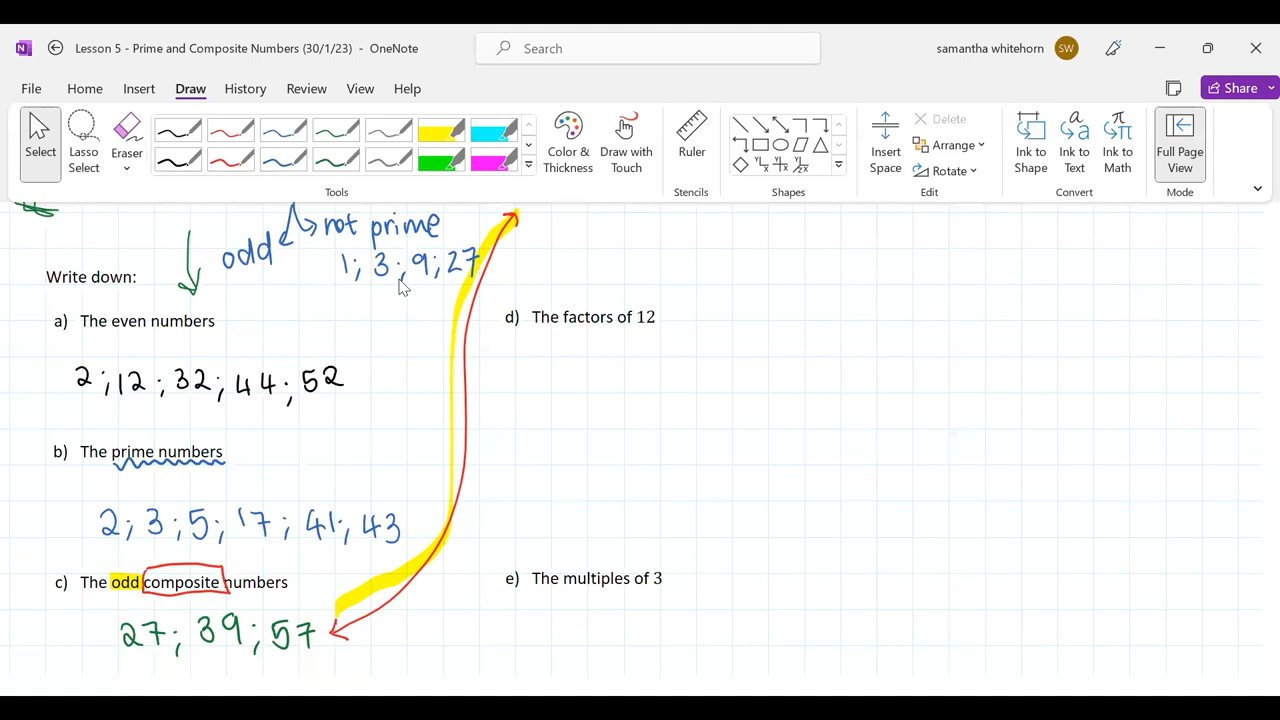 Lesson 5 - Prime and Composite Numbers (30/1/23) - OneNote
Search
samantha whitehorn
SW
File Home Insert Draw History Review View Help
Share
Select
Lasso Select
Eraser
Color & Thickness
Draw with Touch
Ruler
Insert Space
Delete
Arrange
Rotate
Ink to Shape
Ink to Text
Ink to Math
Full Page View
Tools
Stencils
Shapes
Edit
Convert
Mode
not prime
odd
1; 3; 9; 27
Write down:
a) The even numbers
2; 12; 32; 44; 52
b) The prime numbers
2; 3; 5; 17; 41; 43
c) The odd composite numbers
27; 39; 57
d) The factors of 12
e) The multiples of 3